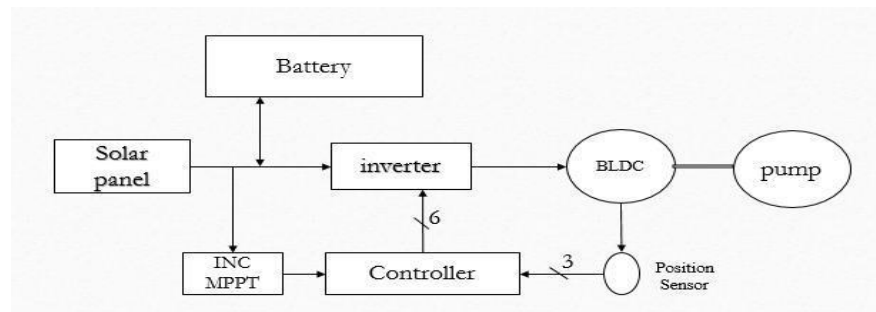 Battery
Solar
panel
inverter
BLDC
pump
6
INC
MPPT
Controller
3
Position
Sensor